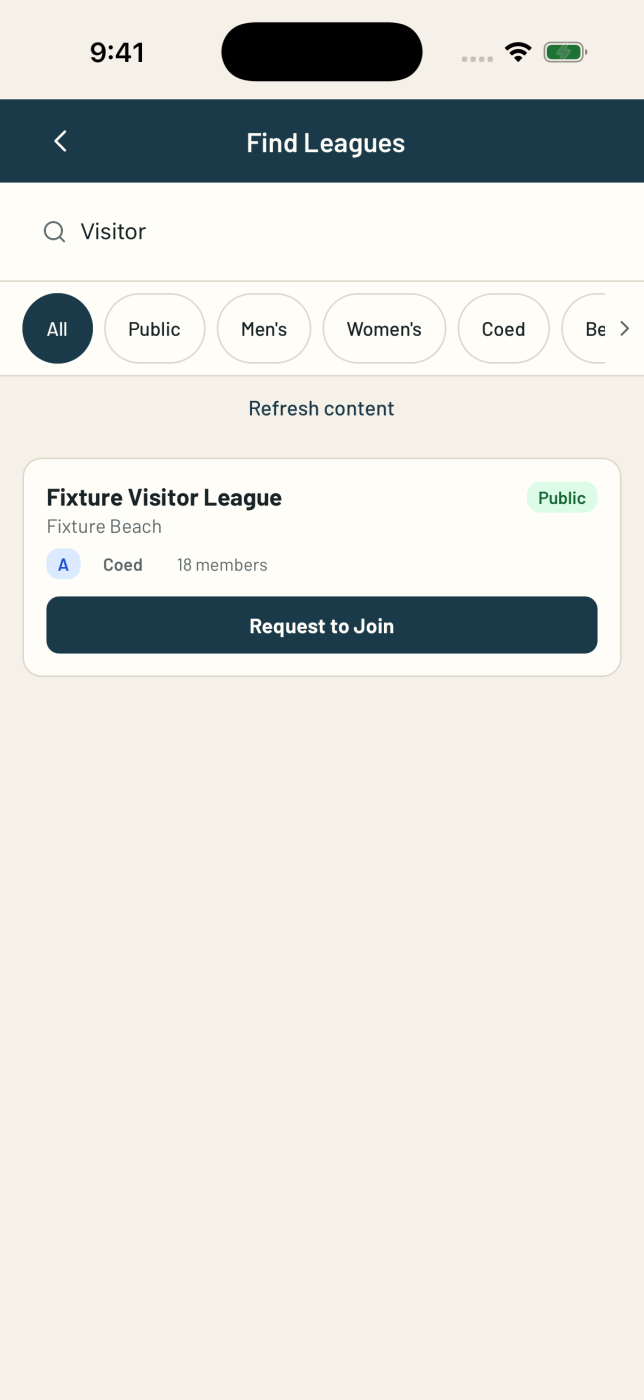 9:41
Find Leagues
Visitor
All Public Men's Women's Coed Be
Refresh content
Fixture Visitor League Public
Fixture Beach
A Coed 18 members
Request to Join